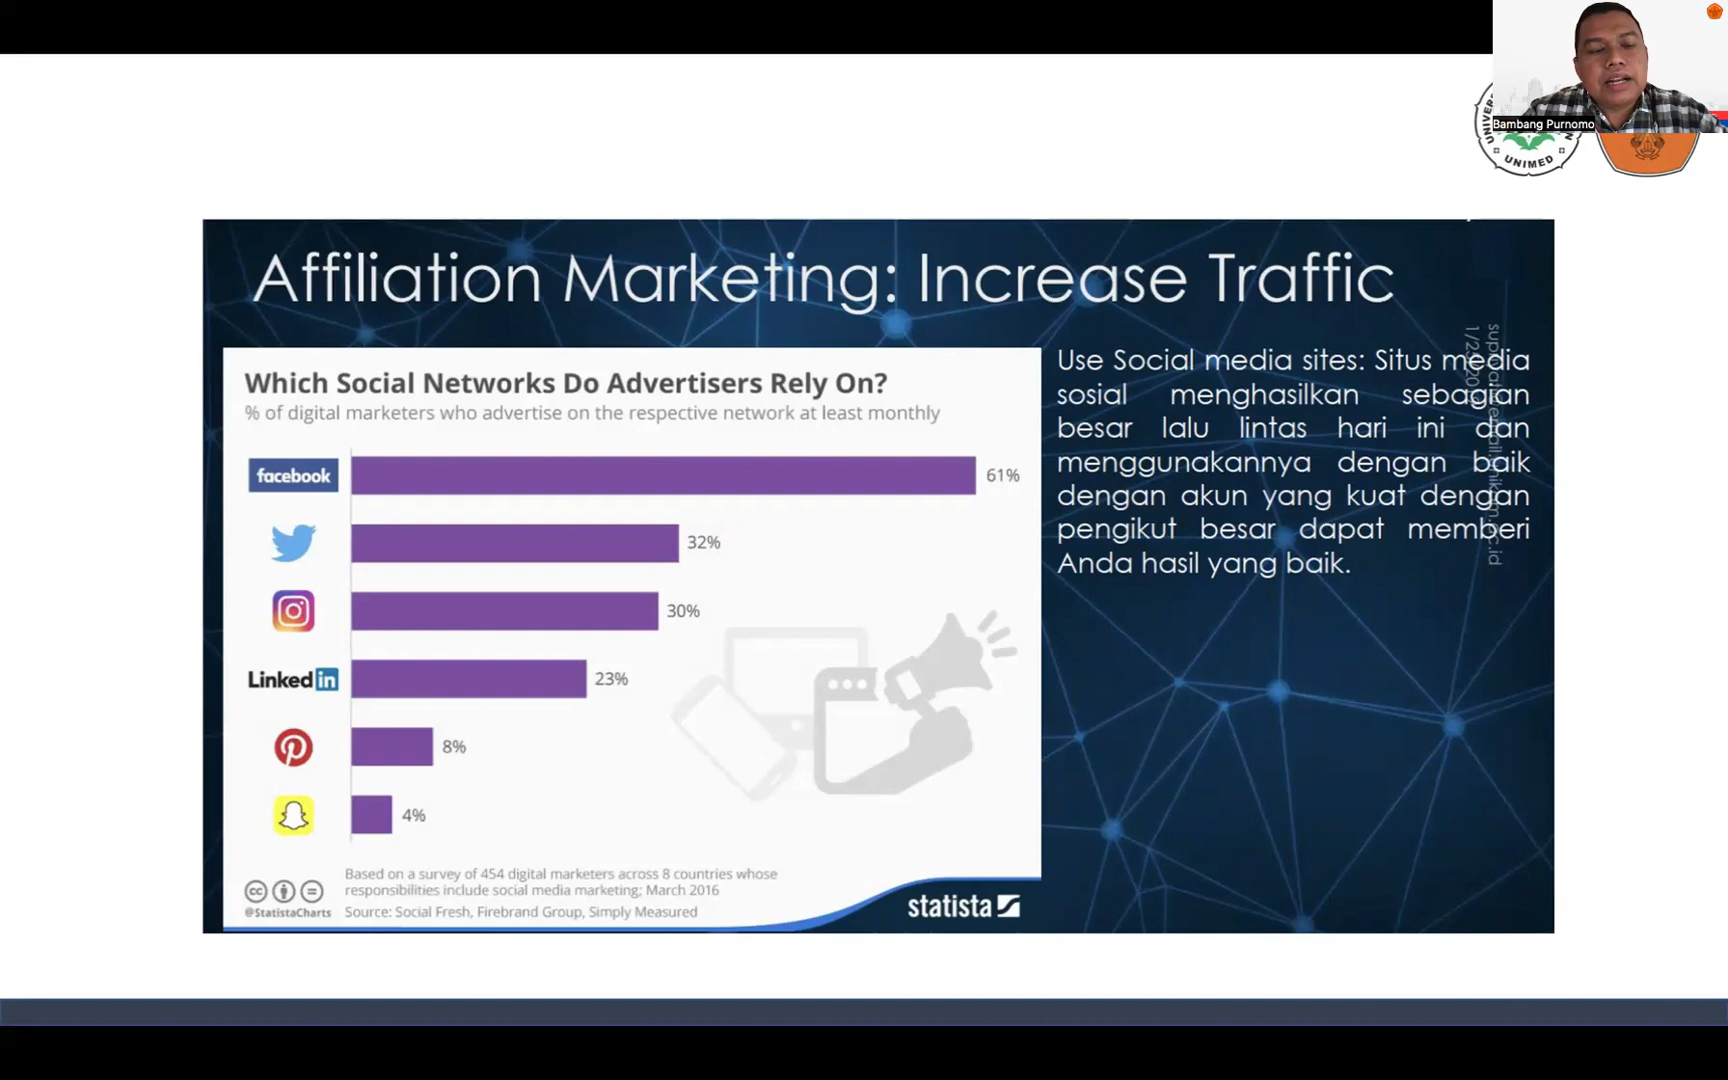 Bambang Purnomo
UNIMED
Affiliation Marketing: Increase Traffic
Which Social Networks Do Advertisers Rely On?
% of digital marketers who advertise on the respective network at least monthly
facebook
61%
32%
30%
Linked in
23%
8%
4%
Based on a survey of 454 digital marketers across 8 countries whose
responsibilities include social media marketing; March 2016
@StatistaCharts Source: Social Fresh, Firebrand Group, Simply Measured
statista
Use Social media sites: Situs media
sosial menghasilkan sebagian
besar lalu lintas hari ini dan
menggunakannya dengan baik
dengan akun yang kuat dengan
pengikut besar dapat memberi
Anda hasil yang baik.